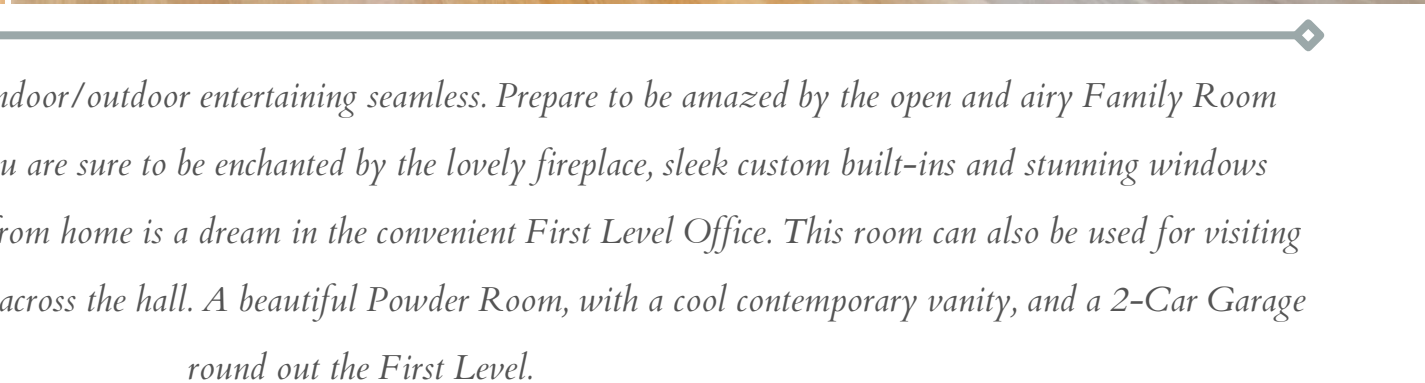 ndoor/outdoor entertaining seamless. Prepare to be amazed by the open and airy Family Room
u are sure to be enchanted by the lovely fireplace, sleek custom built-ins and stunning windows
rom home is a dream in the convenient First Level Office. This room can also be used for visiting
across the hall. A beautiful Powder Room, with a cool contemporary vanity, and a 2-Car Garage
round out the First Level.